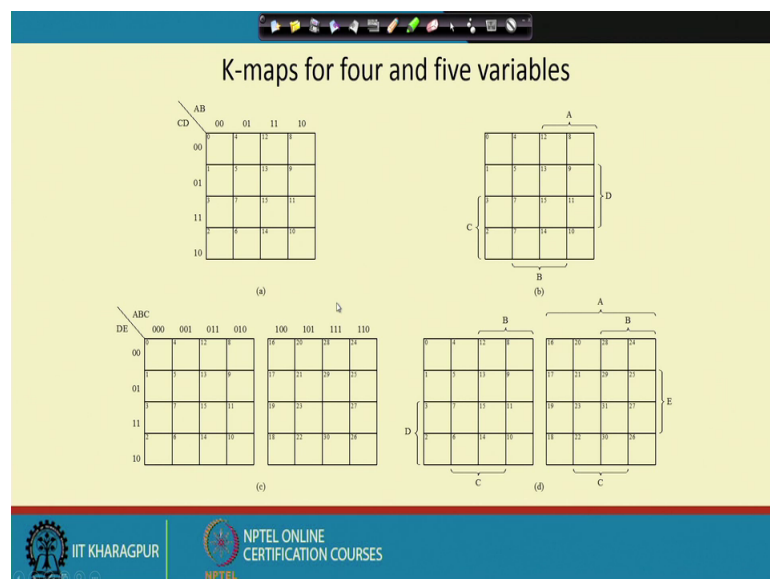 K-maps for four and five variables
AB
CD 00 01 11 10
00 0 4 12 8
01 1 5 13 9
11 3 7 15 11
10 2 6 14 10
(a)
A
0 4 12 8
1 5 13 9
D
3 7 15 11
C
2 7 14 10
B
(b)
ABC
DE 000 001 011 010 100 101 111 110
00 0 4 12 8 16 20 28 24
01 1 5 13 9 17 21 29 25
11 3 7 15 11 19 23 27
10 2 6 14 10 18 22 30 26
(c)
A
B B
0 4 12 8 16 20 28 24
1 5 13 9 17 21 29 25
E
3 7 15 11 19 23 31 27
D
2 6 14 10 18 22 30 26
C C
(d)
IIT KHARAGPUR
NPTEL ONLINE
CERTIFICATION COURSES
NPTEL